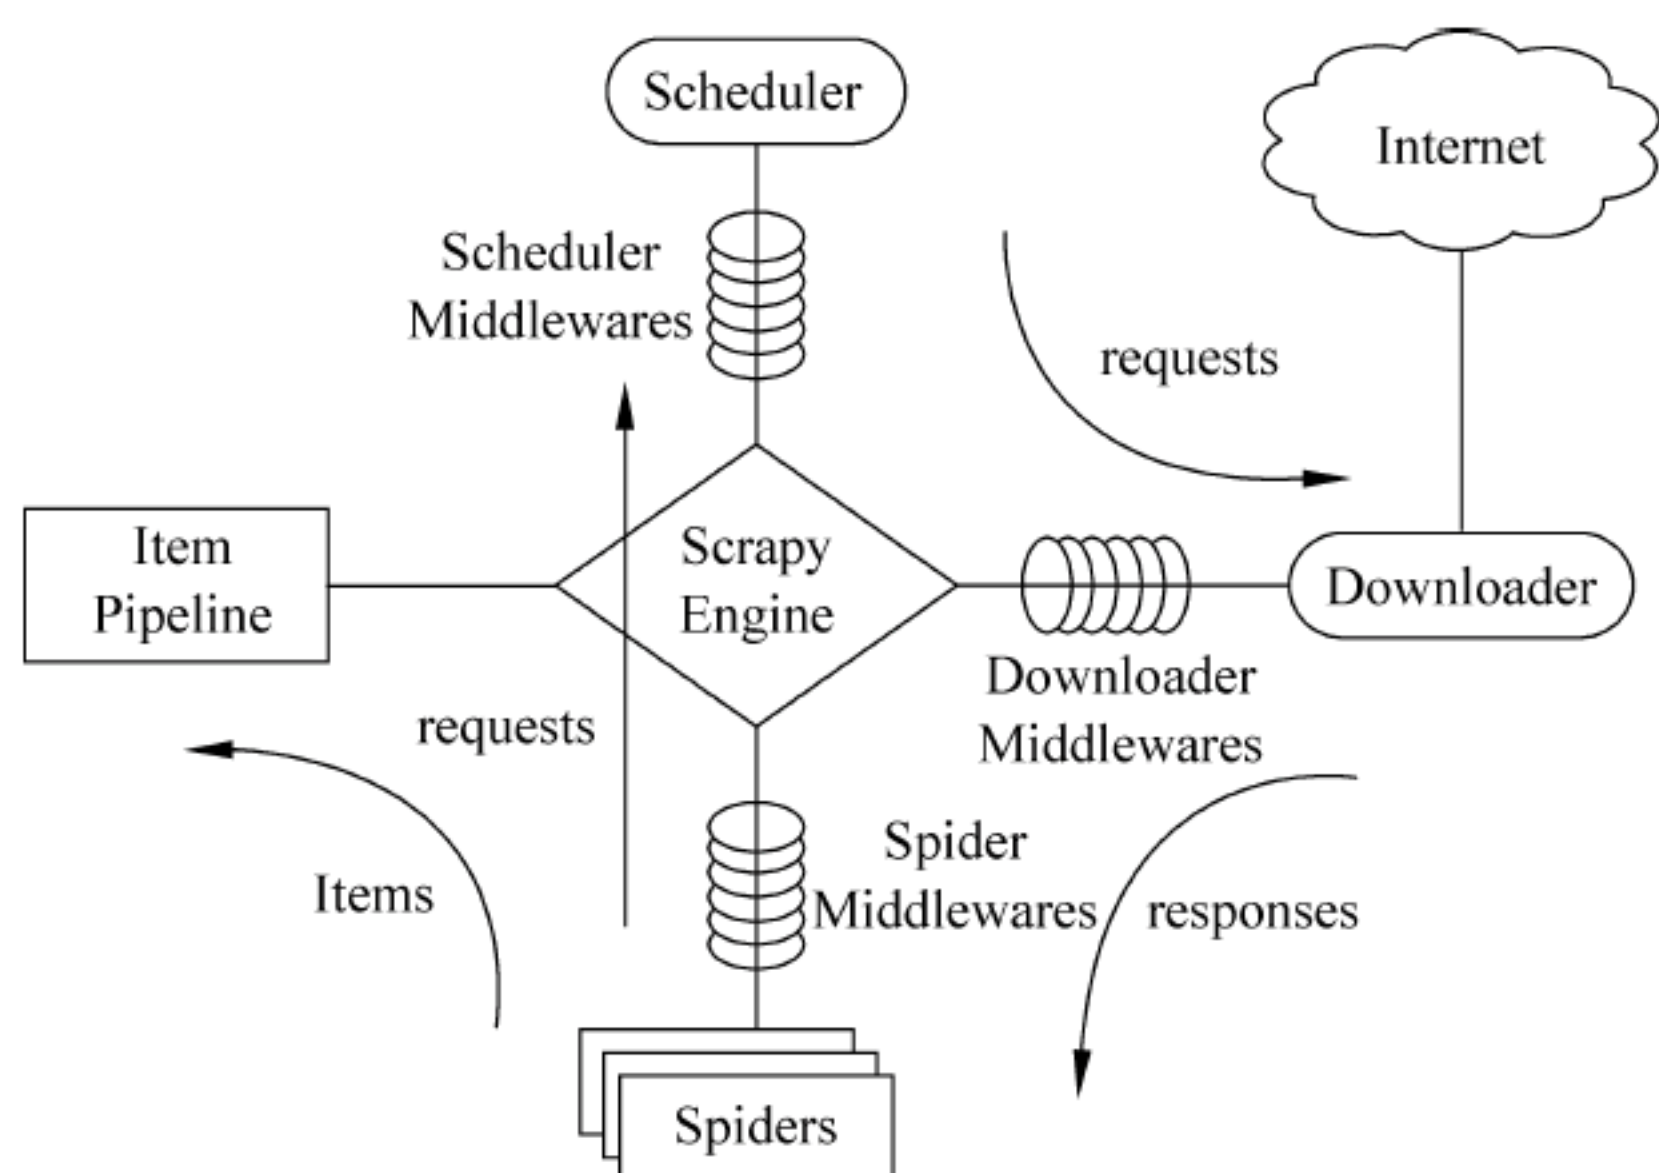 Scheduler
Internet
Scheduler
Middlewares
requests
Item
Pipeline
Scrapy
Engine
Downloader
Downloader
Middlewares
requests
Spider
Middlewares
Items
responses
Spiders